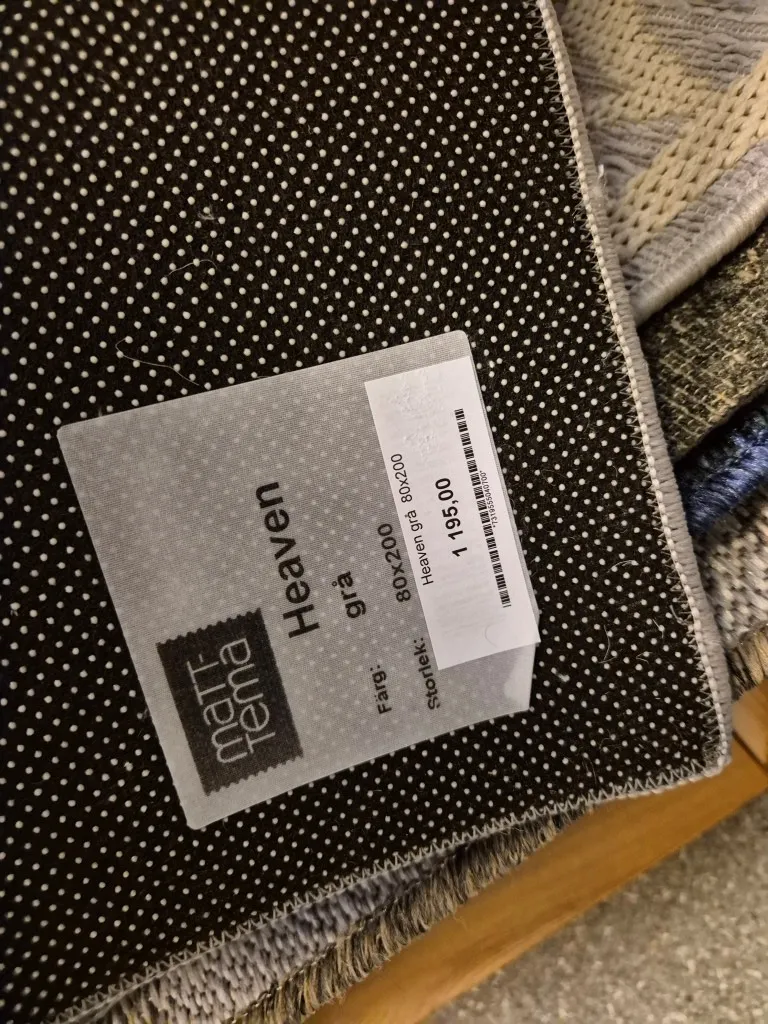 matt-
Tema
Heaven
Färg: grå
Storlek: 80x200
Heaven grå 80x200
1 195,00